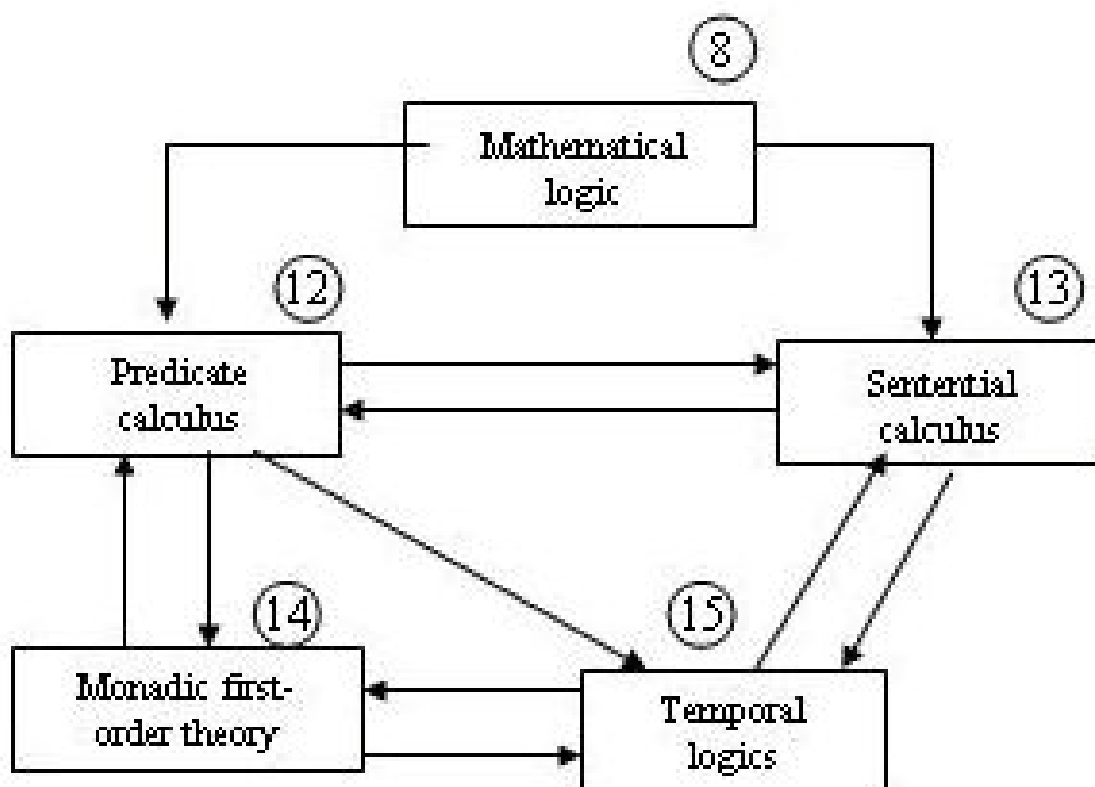 8
Mathematical
logic
12
13
Predicate
calculus
Sentential
calculus
14
15
Monadic first-
order theory
Temporal
logics